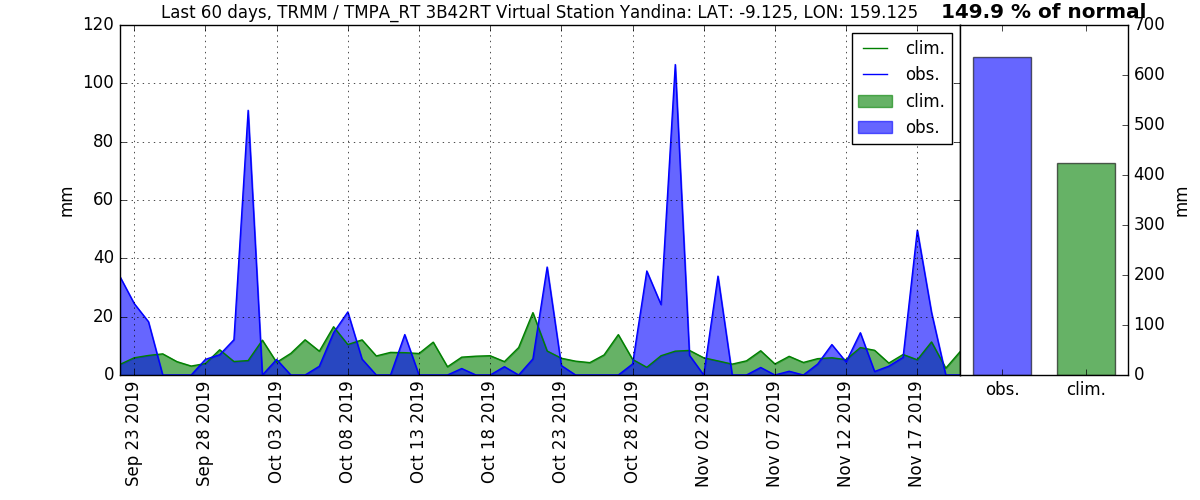 Last 60 days, TRMM / TMPA_RT 3B42RT Virtual Station Yandina: LAT: -9.125, LON: 159.125
149.9 % of normal
120
100
80
60
40
20
0
mm
clim.
obs.
clim.
obs.
700
600
500
400
300
200
100
0
mm
Sep 23 2019
Sep 28 2019
Oct 03 2019
Oct 08 2019
Oct 13 2019
Oct 18 2019
Oct 23 2019
Oct 28 2019
Nov 02 2019
Nov 07 2019
Nov 12 2019
Nov 17 2019
obs.
clim.